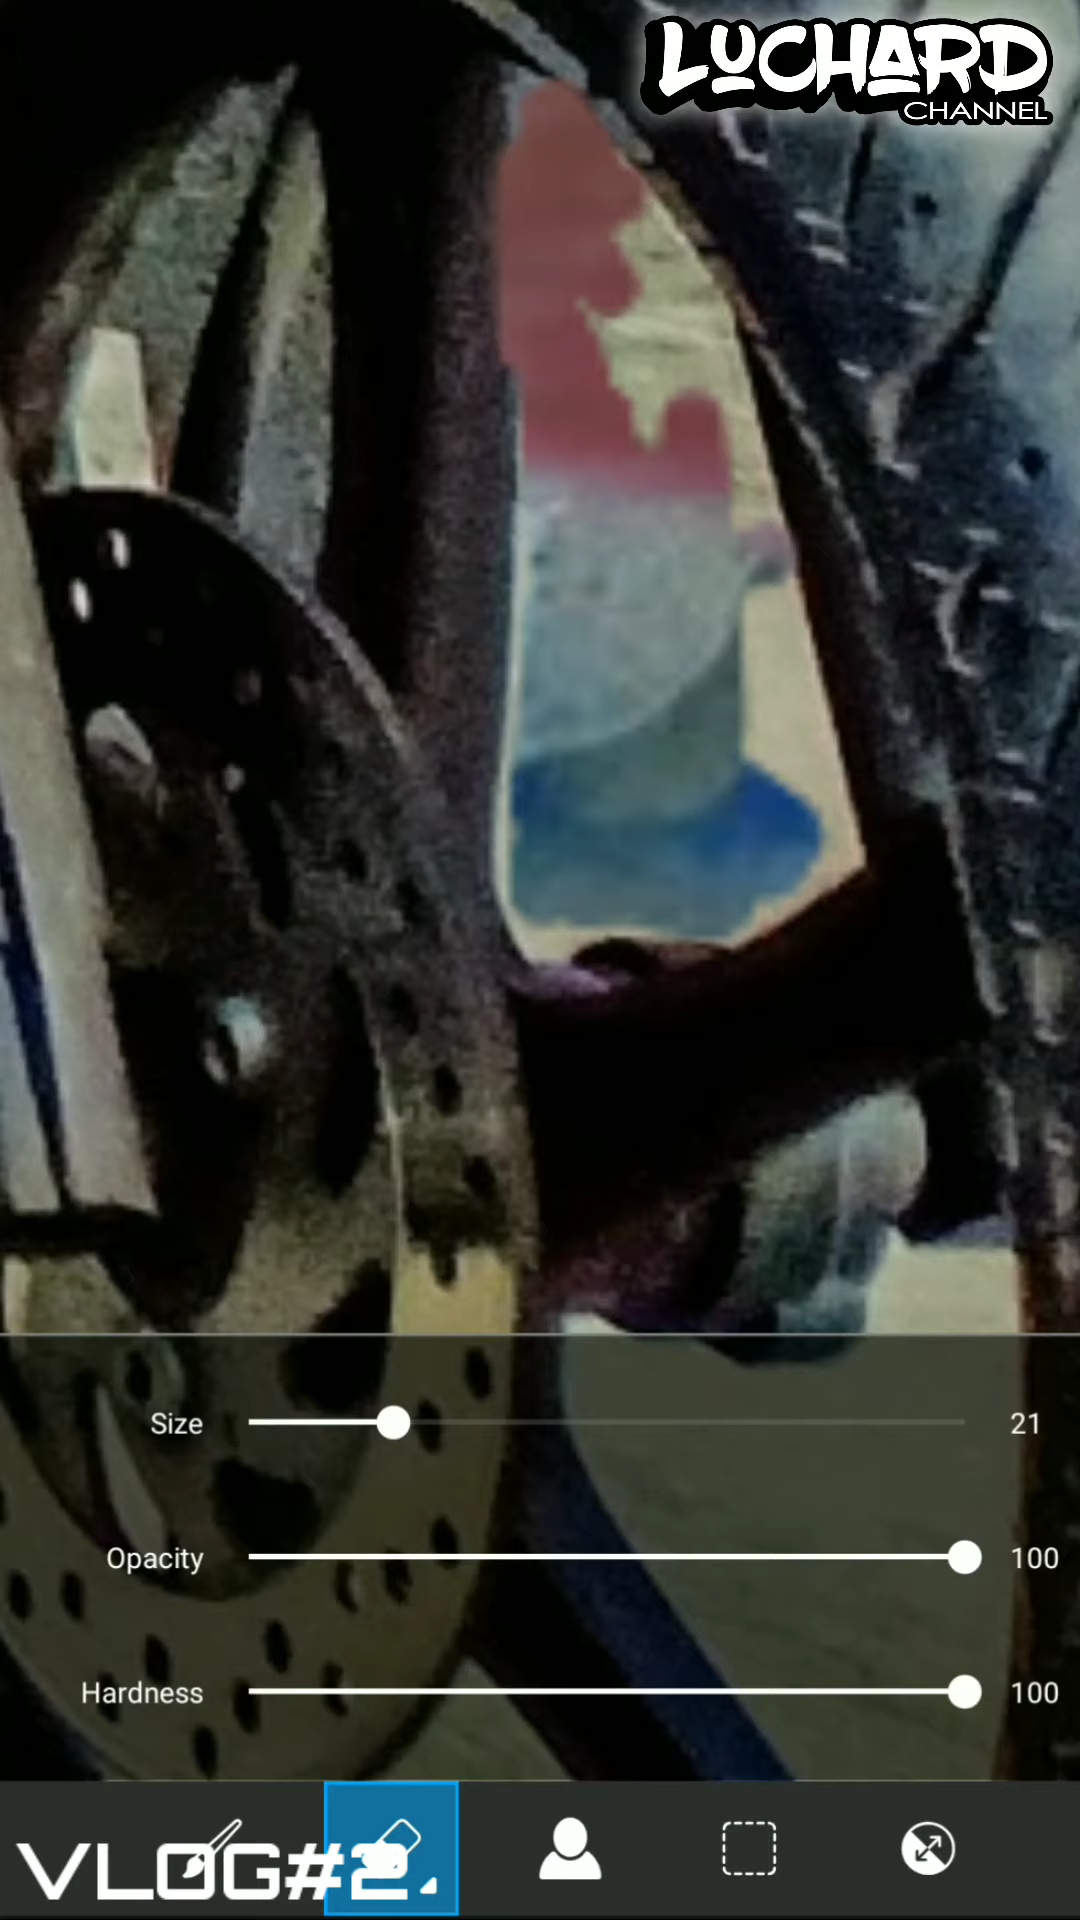 LUCHARD
CHANNEL
Size 21
Opacity 100
Hardness 100
VLOG#2.